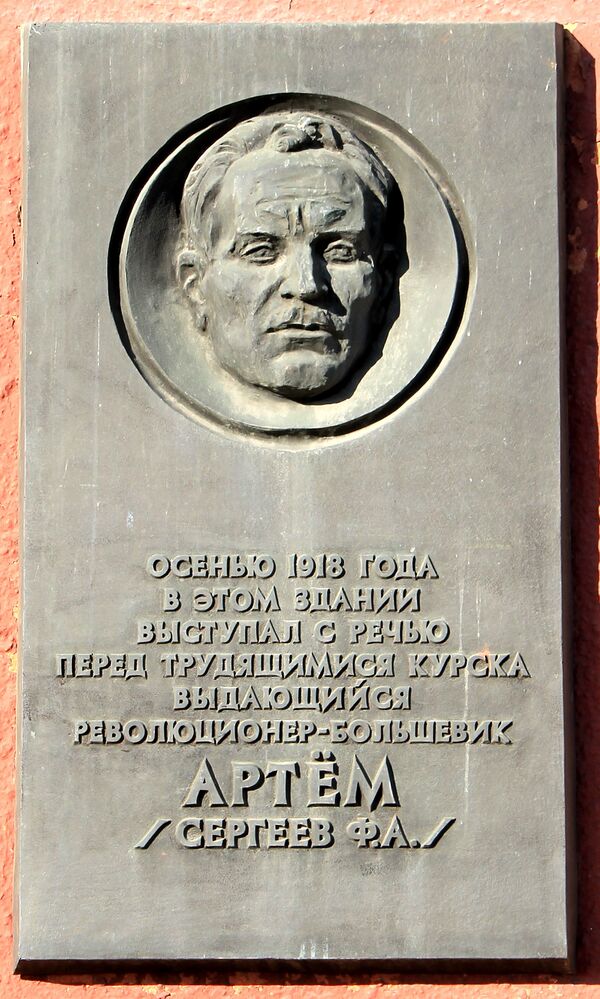 ОСЕНЬЮ 1918 ГОДА
В ЭТОМ ЗДАНИИ
ВЫСТУПАЛ С РЕЧЬЮ
ПЕРЕД ТРУДЯЩИМИСЯ КУРСКА
ВЫДАЮЩИЙСЯ
РЕВОЛЮЦИОНЕР-БОЛЬШЕВИК
АРТЁМ
/СЕРГЕЕВ Ф.А./